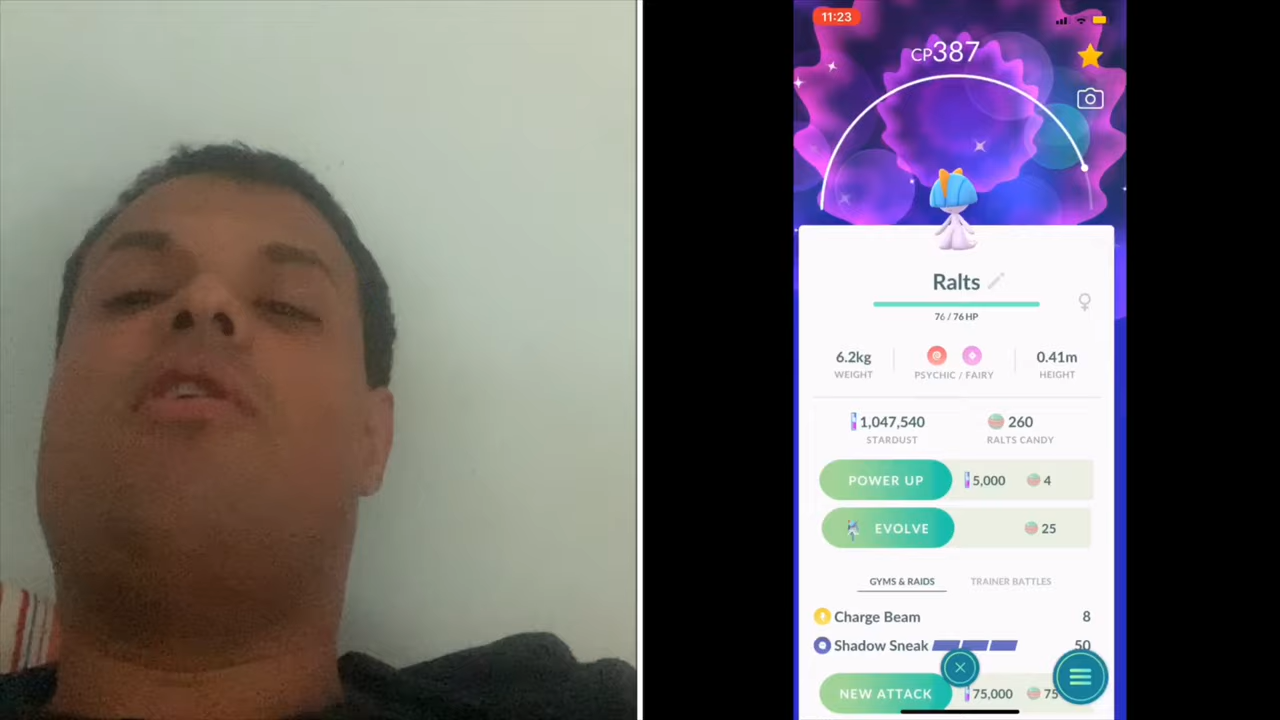 11:23
CP387
Ralts
76 / 76 HP
♀
6.2kg
WEIGHT
PSYCHIC / FAIRY
0.41m
HEIGHT
1,047,540
STARDUST
260
RALTS CANDY
POWER UP 5,000 4
EVOLVE 25
GYMS & RAIDS TRAINER BATTLES
Charge Beam 8
Shadow Sneak 50
NEW ATTACK 75,000 75